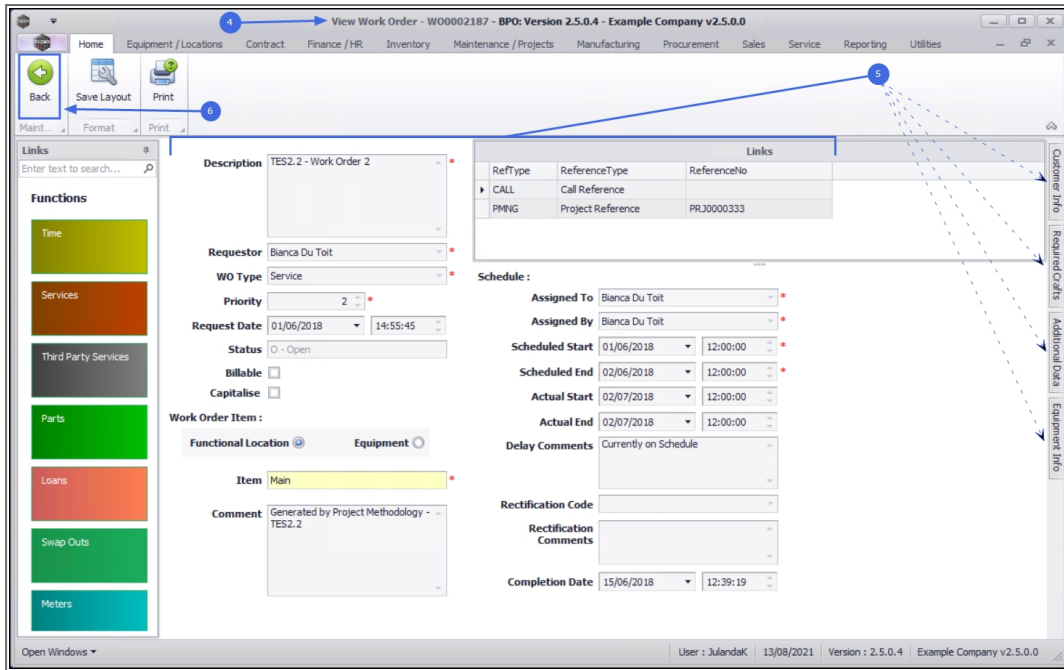 4
View Work Order - WO0002187 - BPO: Version 2.5.0.4 - Example Company v2.5.0.0
Home Equipment / Locations Contract Finance / HR Inventory Maintenance / Projects Manufacturing Procurement Sales Service Reporting Utilities
Back Save Layout Print
Maint... Format Print
6
5
Links
Enter text to search...
Functions
Time
Services
Third Party Services
Parts
Loans
Swap Outs
Meters
Description TES2.2 - Work Order 2 *
Requestor Bianca Du Toit *
WO Type Service *
Priority 2 *
Request Date 01/06/2018 14:55:45
Status O - Open
Billable
Capitalise
Work Order Item :
Functional Location Equipment
Item Main *
Comment Generated by Project Methodology -
TES2.2
Links
RefType ReferenceType ReferenceNo
CALL Call Reference
PMNG Project Reference PRJ0000333
Schedule :
Assigned To Bianca Du Toit *
Assigned By Bianca Du Toit *
Scheduled Start 01/06/2018 12:00:00 *
Scheduled End 02/06/2018 12:00:00 *
Actual Start 02/07/2018 12:00:00
Actual End 02/07/2018 12:00:00
Delay Comments Currently on Schedule
Rectification Code
Rectification
Comments
Completion Date 15/06/2018 12:39:19
Customer Info
Required Crafts
Additional Data
Equipment Info
Open Windows User : JulandaK 13/08/2021 Version : 2.5.0.4 Example Company v2.5.0.0